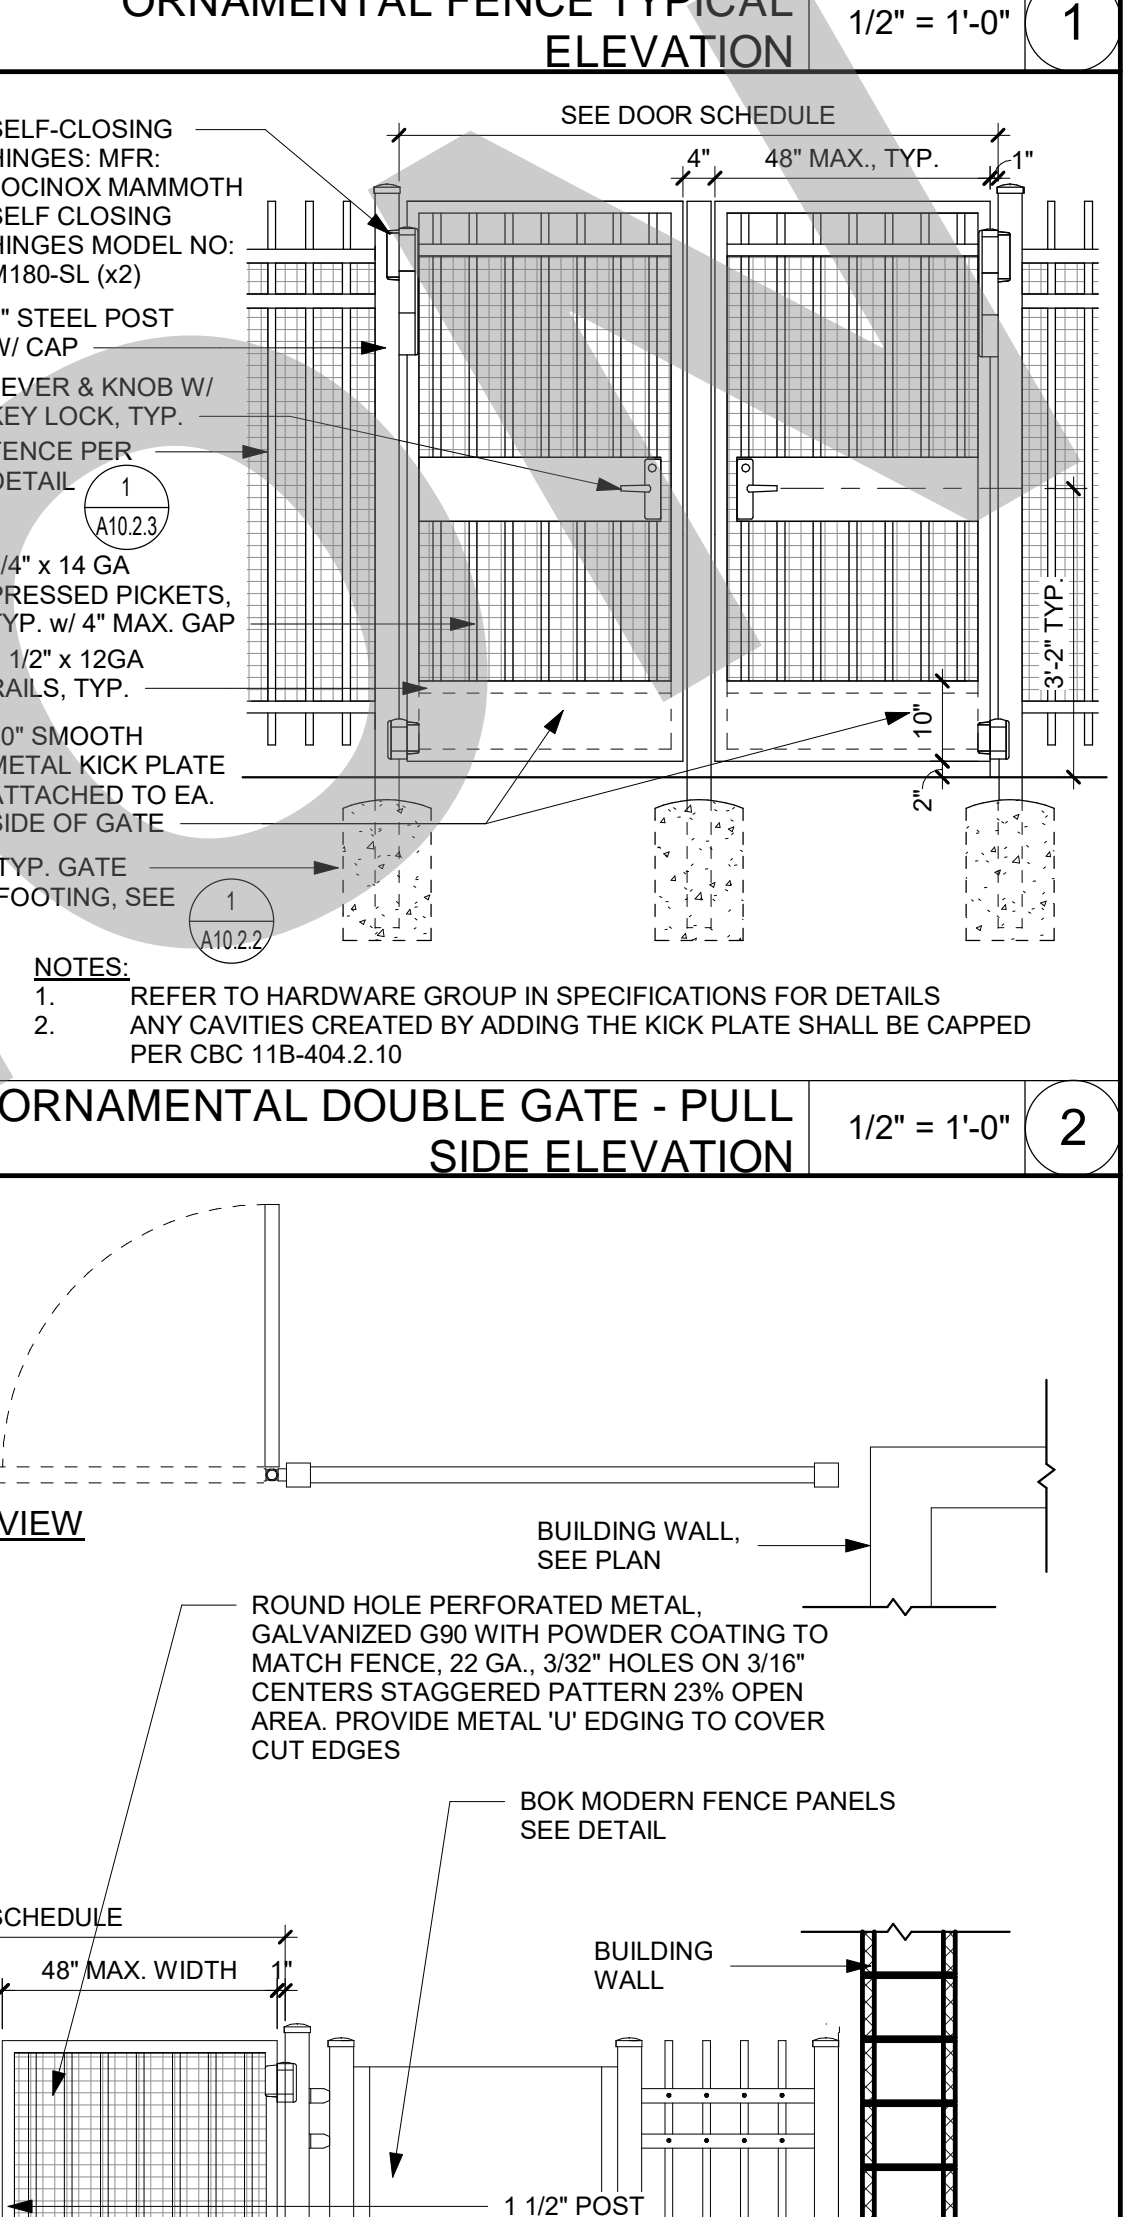 ORNAMENTAL FENCE TYPICAL
ELEVATION
1/2" = 1'-0"
1
SEE DOOR SCHEDULE
4"
48" MAX., TYP.
1"
SELF-CLOSING
HINGES: MFR:
LOCINOX MAMMOTH
SELF CLOSING
HINGES MODEL NO:
M180-SL (x2)
" STEEL POST
W/ CAP
LEVER & KNOB W/
KEY LOCK, TYP.
FENCE PER
DETAIL
1
A10.2.3
/4" x 14 GA
PRESSED PICKETS,
TYP. w/ 4" MAX. GAP
1/2" x 12GA
RAILS, TYP.
0" SMOOTH
METAL KICK PLATE
ATTACHED TO EA.
SIDE OF GATE
TYP. GATE
FOOTING, SEE
1
A10.2.2
3'-2" TYP.
10"
2"
NOTES:
1. REFER TO HARDWARE GROUP IN SPECIFICATIONS FOR DETAILS
2. ANY CAVITIES CREATED BY ADDING THE KICK PLATE SHALL BE CAPPED
PER CBC 11B-404.2.10
ORNAMENTAL DOUBLE GATE - PULL
SIDE ELEVATION
1/2" = 1'-0"
2
VIEW
BUILDING WALL,
SEE PLAN
ROUND HOLE PERFORATED METAL,
GALVANIZED G90 WITH POWDER COATING TO
MATCH FENCE, 22 GA., 3/32" HOLES ON 3/16"
CENTERS STAGGERED PATTERN 23% OPEN
AREA. PROVIDE METAL 'U' EDGING TO COVER
CUT EDGES
BOK MODERN FENCE PANELS
SEE DETAIL
SCHEDULE
48" MAX. WIDTH
1"
BUILDING
WALL
1 1/2" POST